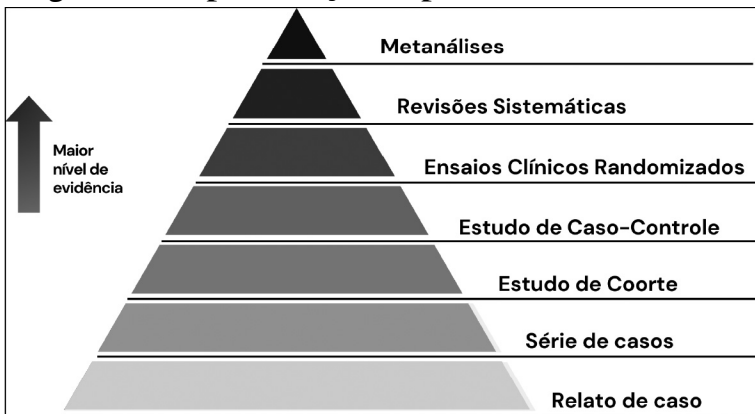 Metanálises
Revisões Sistemáticas
Maior
nível de
evidência
Ensaios Clínicos Randomizados
Estudo de Caso-Controle
Estudo de Coorte
Série de casos
Relato de caso